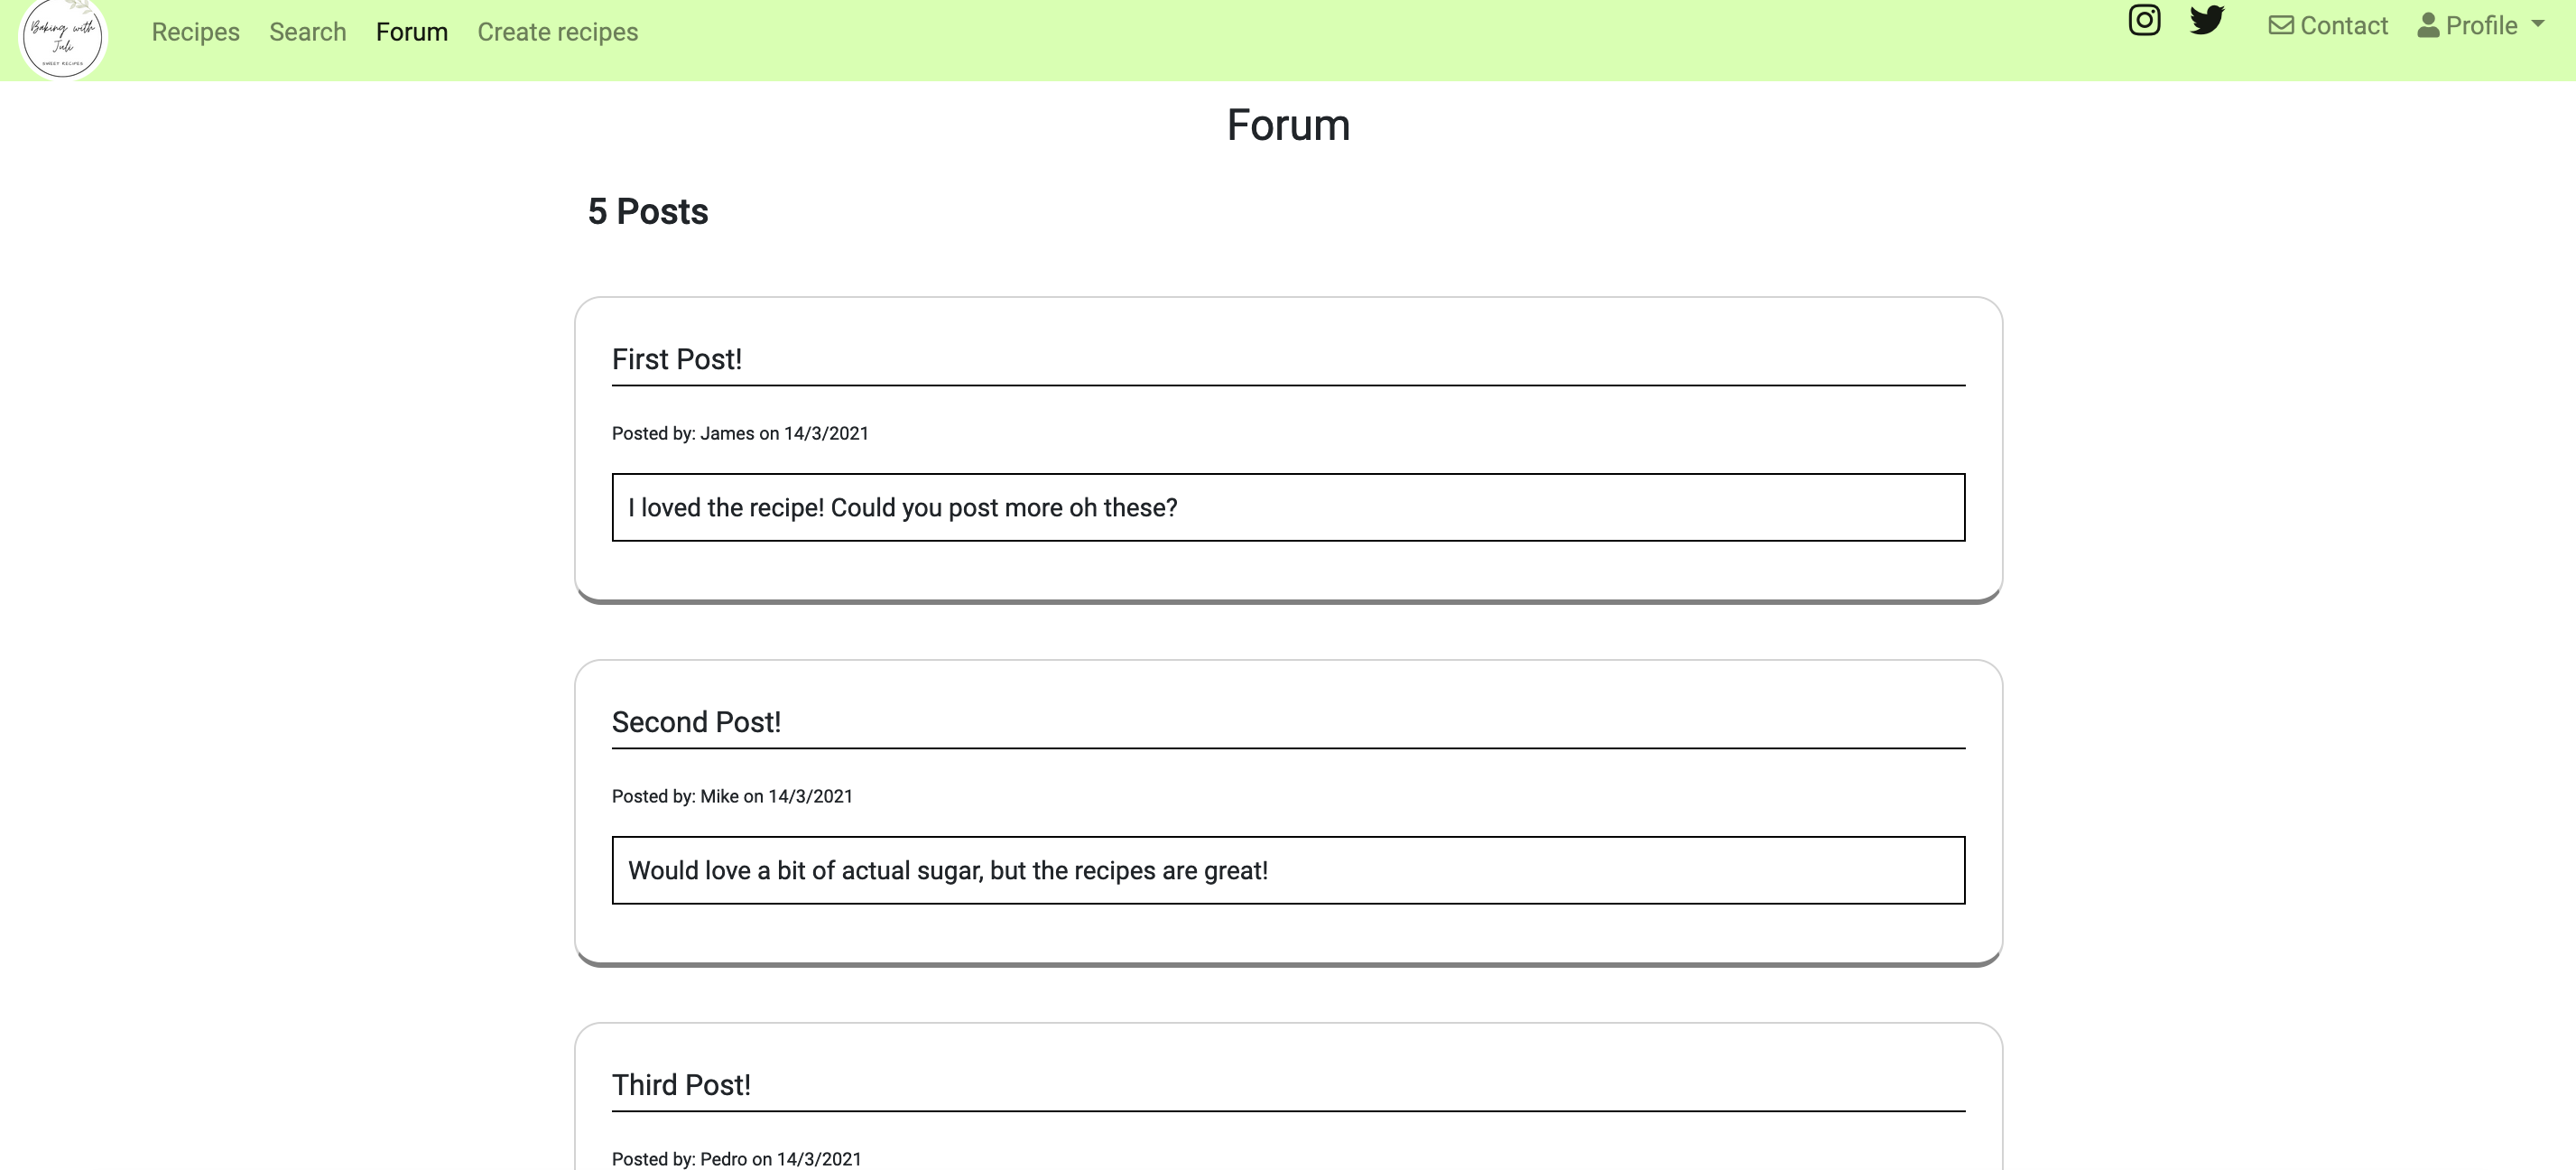 Baking with
Juli
SWEET RECIPES
Recipes
Search
Forum
Create recipes
Contact
Profile
Forum
5 Posts
First Post!
Posted by: James on 14/3/2021
I loved the recipe! Could you post more oh these?
Second Post!
Posted by: Mike on 14/3/2021
Would love a bit of actual sugar, but the recipes are great!
Third Post!
Posted by: Pedro on 14/3/2021